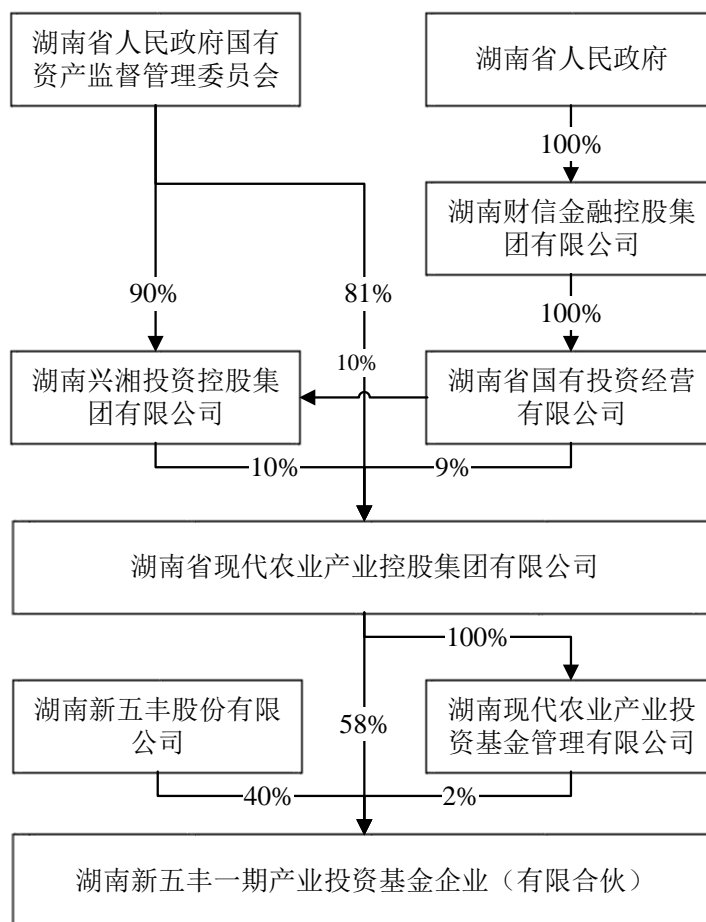 湖南省人民政府国有
资产监督管理委员会
湖南省人民政府
100%
湖南财信金融控股集
团有限公司
90%
81%
100%
湖南兴湘投资控股集
团有限公司
10%
湖南省国有投资经营
有限公司
10%
9%
湖南省现代农业产业控股集团有限公司
100%
湖南新五丰股份有限
公司
58%
湖南现代农业产业投
资基金管理有限公司
40%
2%
湖南新五丰一期产业投资基金企业（有限合伙）